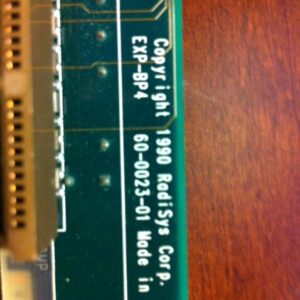 Copyright 1990 RadiSys Corp.
EXP-BP4 60-0023-01 Made in